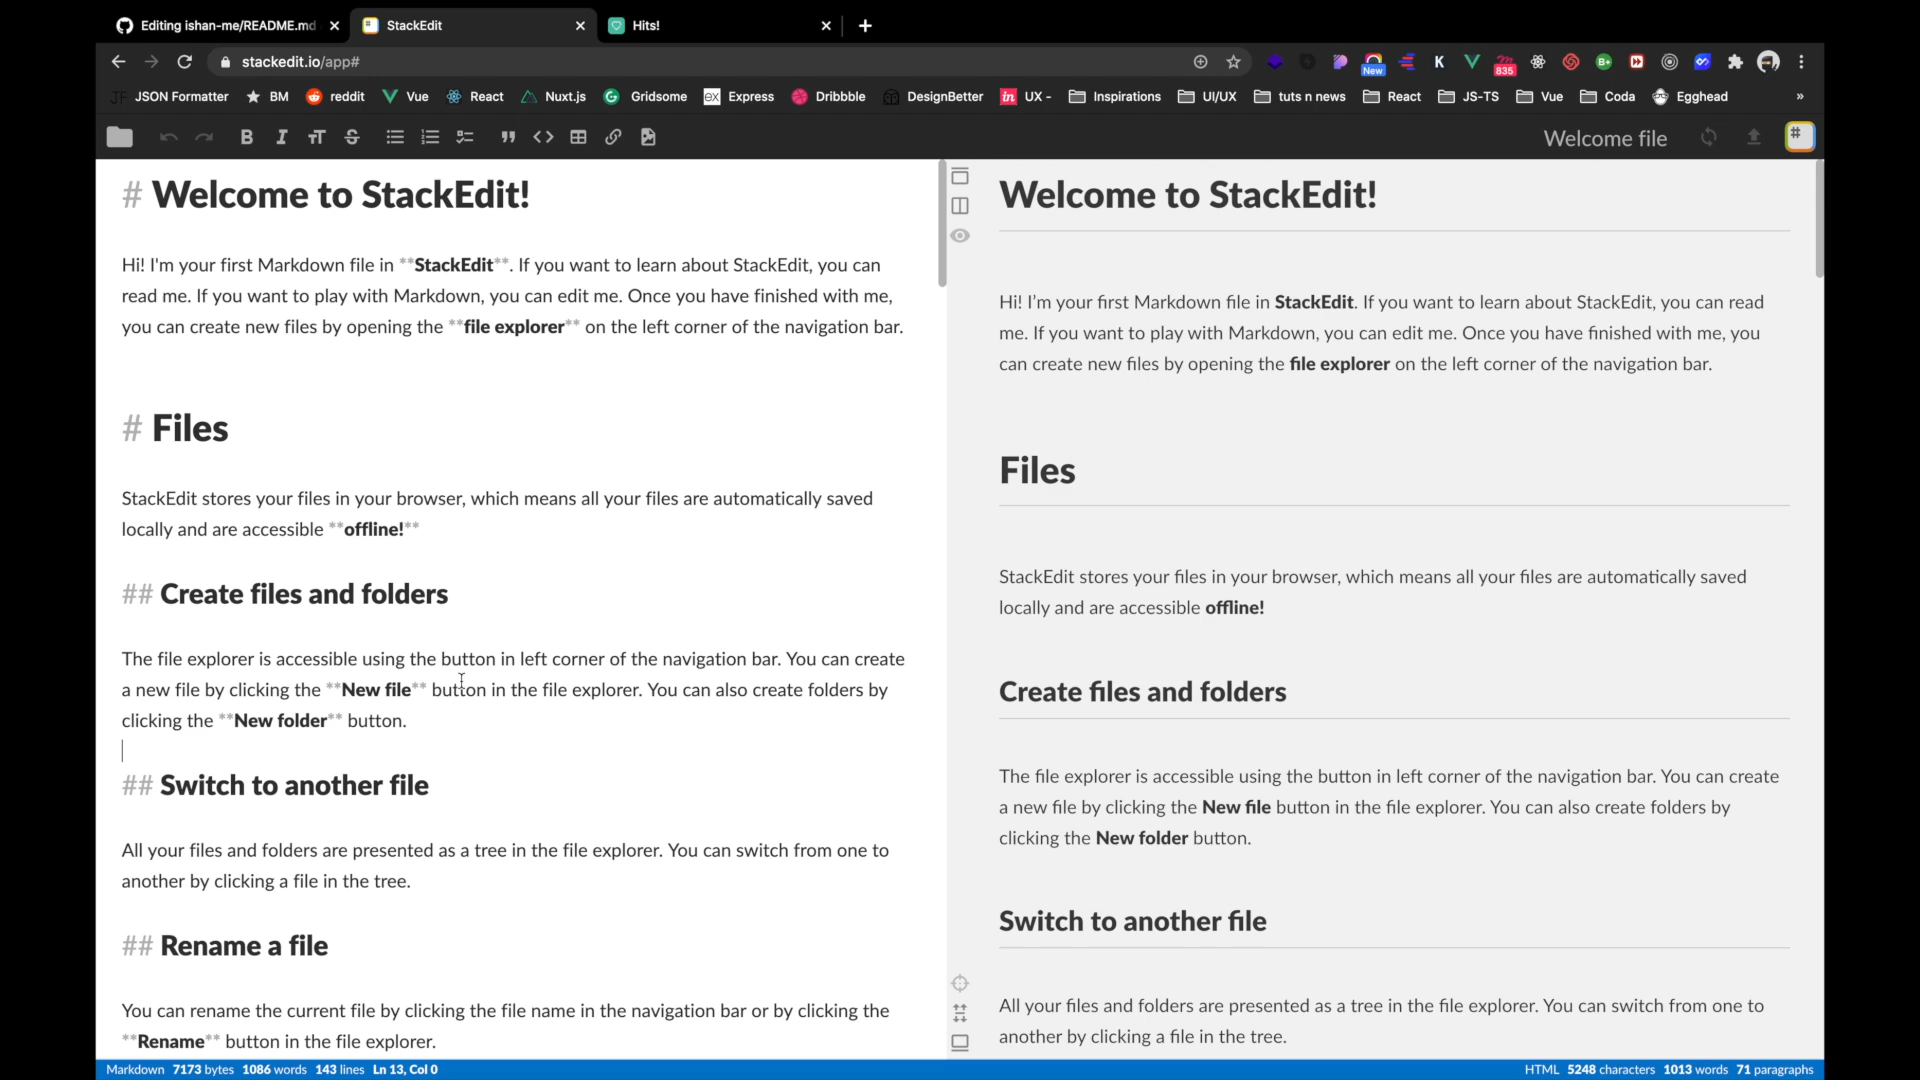 Editing ishan-me/README.md
StackEdit
Hits!
stackedit.io/app#
New
K
835
B+
JSON Formatter
BM
reddit
Vue
React
Nuxt.js
Gridsome
ex Express
Dribbble
DesignBetter
in UX -
Inspirations
UI/UX
tuts n news
React
JS-TS
Vue
Coda
Egghead
»
Welcome file
# Welcome to StackEdit!
Hi! I'm your first Markdown file in **StackEdit**. If you want to learn about StackEdit, you can
read me. If you want to play with Markdown, you can edit me. Once you have finished with me,
you can create new files by opening the **file explorer** on the left corner of the navigation bar.
# Files
StackEdit stores your files in your browser, which means all your files are automatically saved
locally and are accessible **offline!**
## Create files and folders
The file explorer is accessible using the button in left corner of the navigation bar. You can create
a new file by clicking the **New file** button in the file explorer. You can also create folders by
clicking the **New folder** button.
## Switch to another file
All your files and folders are presented as a tree in the file explorer. You can switch from one to
another by clicking a file in the tree.
## Rename a file
You can rename the current file by clicking the file name in the navigation bar or by clicking the
**Rename** button in the file explorer.
Welcome to StackEdit!
Hi! I’m your first Markdown file in StackEdit. If you want to learn about StackEdit, you can read
me. If you want to play with Markdown, you can edit me. Once you have finished with me, you
can create new files by opening the file explorer on the left corner of the navigation bar.
Files
StackEdit stores your files in your browser, which means all your files are automatically saved
locally and are accessible offline!
Create files and folders
The file explorer is accessible using the button in left corner of the navigation bar. You can create
a new file by clicking the New file button in the file explorer. You can also create folders by
clicking the New folder button.
Switch to another file
All your files and folders are presented as a tree in the file explorer. You can switch from one to
another by clicking a file in the tree.
Markdown 7173 bytes 1086 words 143 lines Ln 13, Col 0
HTML 5248 characters 1013 words 71 paragraphs